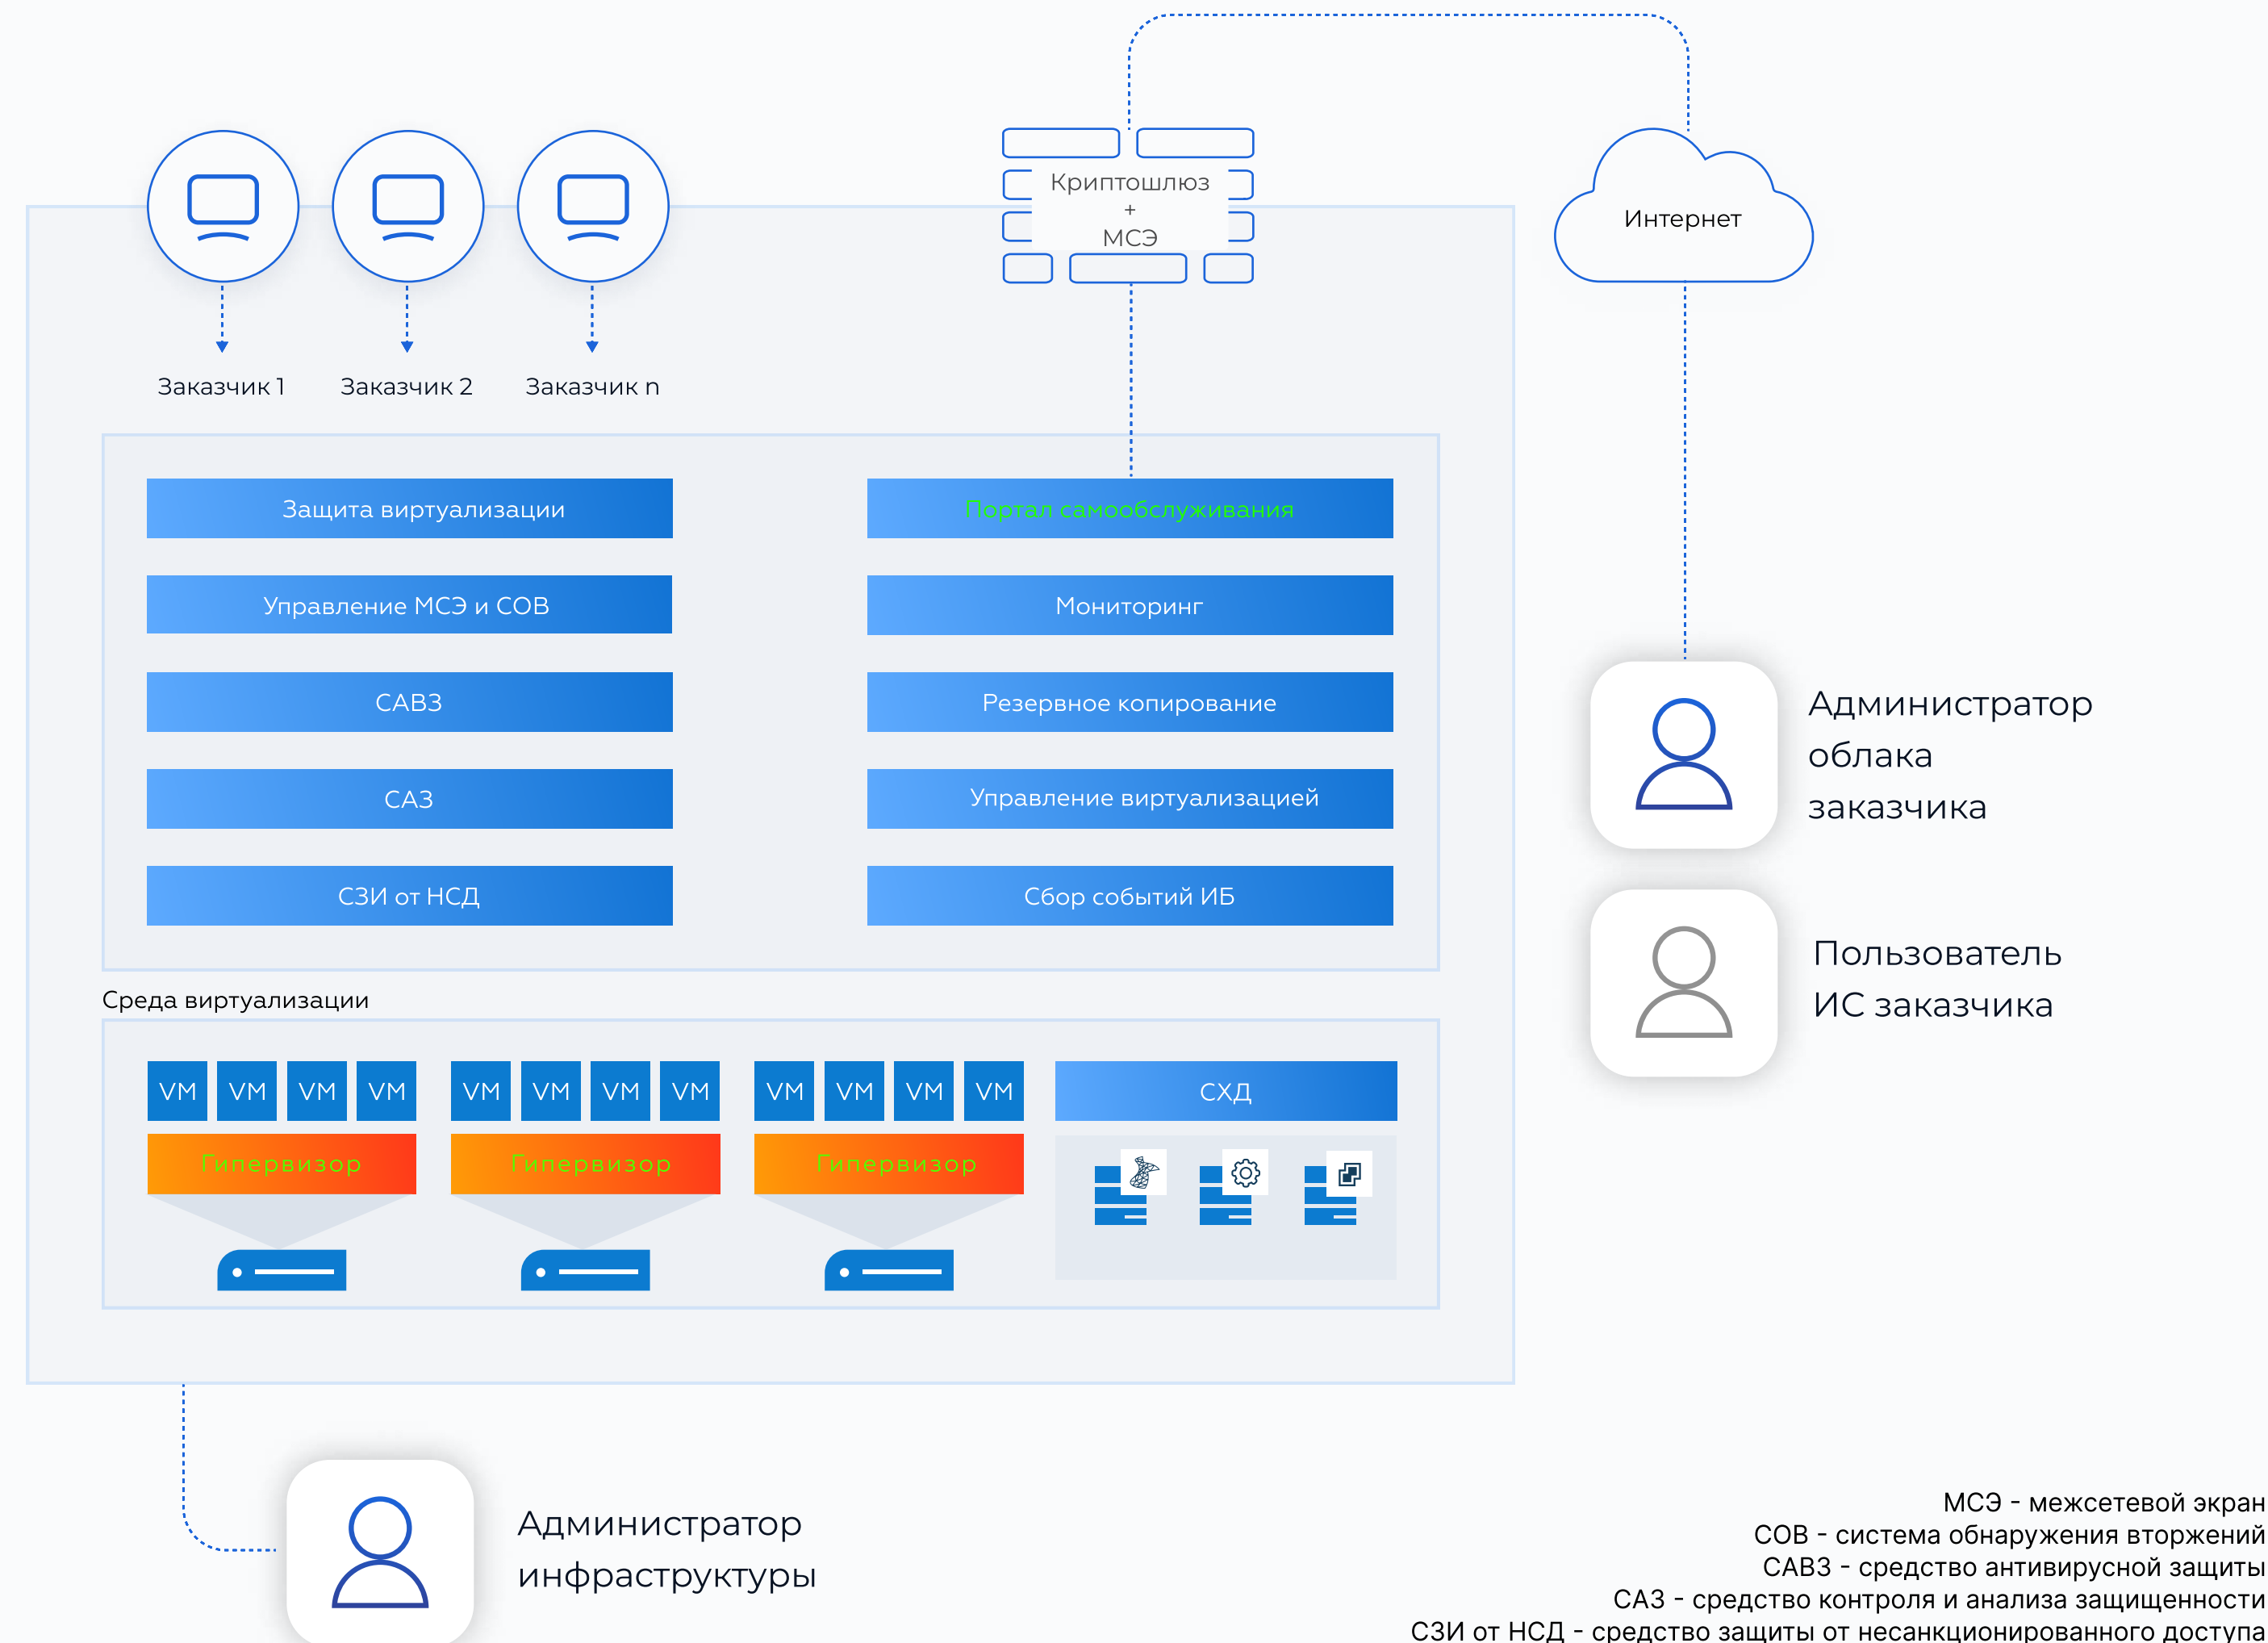 Криптошлюз
+
МСЭ
Интернет
Заказчик 1
Заказчик 2
Заказчик n
Защита виртуализации
Портал самообслуживания
Управление МСЭ и СОВ
Мониторинг
САВЗ
Резервное копирование
САЗ
Управление виртуализацией
СЗИ от НСД
Сбор событий ИБ
Администратор
облака
заказчика
Пользователь
ИС заказчика
Среда виртуализации
VM VM VM VM
VM VM VM VM
VM VM VM VM
СХД
Гипервизор
Гипервизор
Гипервизор
Администратор
инфраструктуры
МСЭ - межсетевой экран
СОВ - система обнаружения вторжений
САВЗ - средство антивирусной защиты
САЗ - средство контроля и анализа защищенности
СЗИ от НСД - средство защиты от несанкционированного доступа